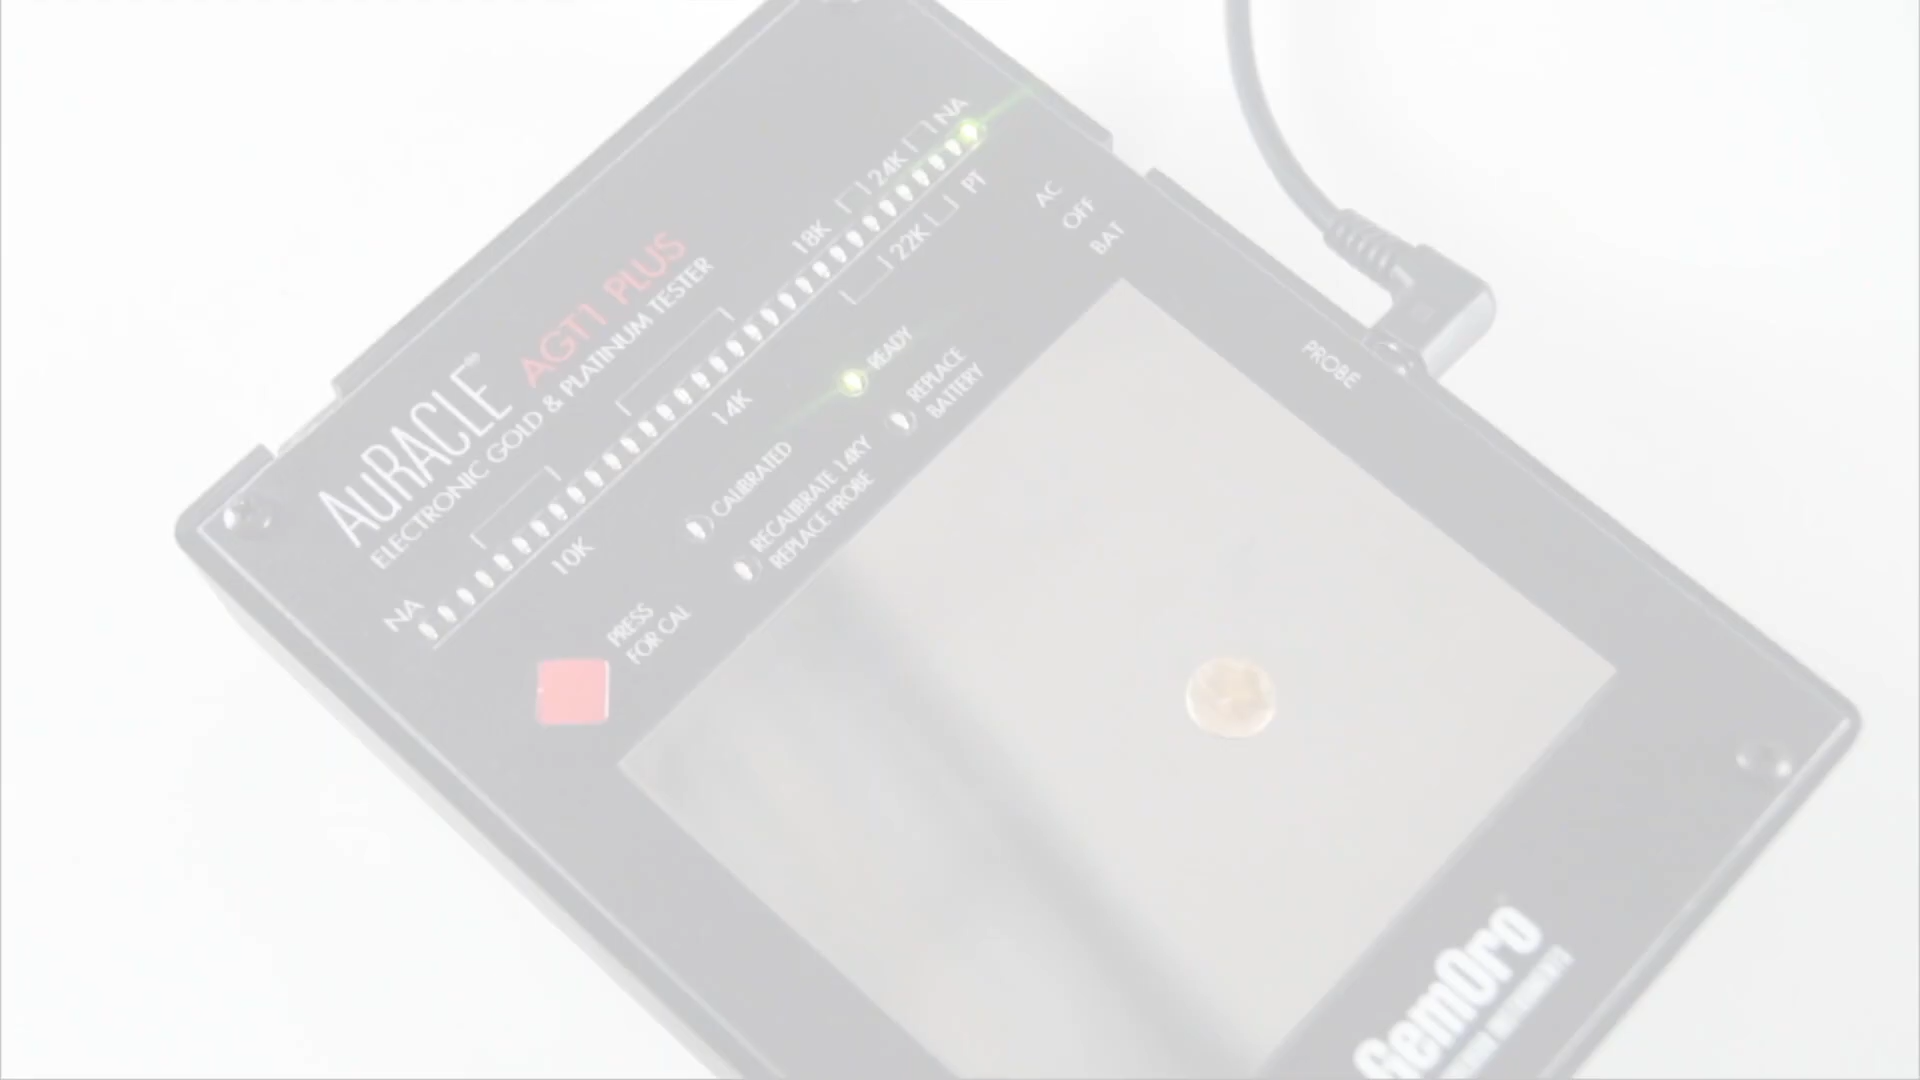 AURACLE® AGT1 PLUS
ELECTRONIC GOLD & PLATINUM TESTER
NA 10K 14K 18K 22K 24K PT NA
AC
OFF
BAT
READY
REPLACE
BATTERY
CALIBRATED
RECALIBRATE 14KY
REPLACE PROBE
PRESS
FOR CAL
PROBE
GemOro
INSTRUMENTS